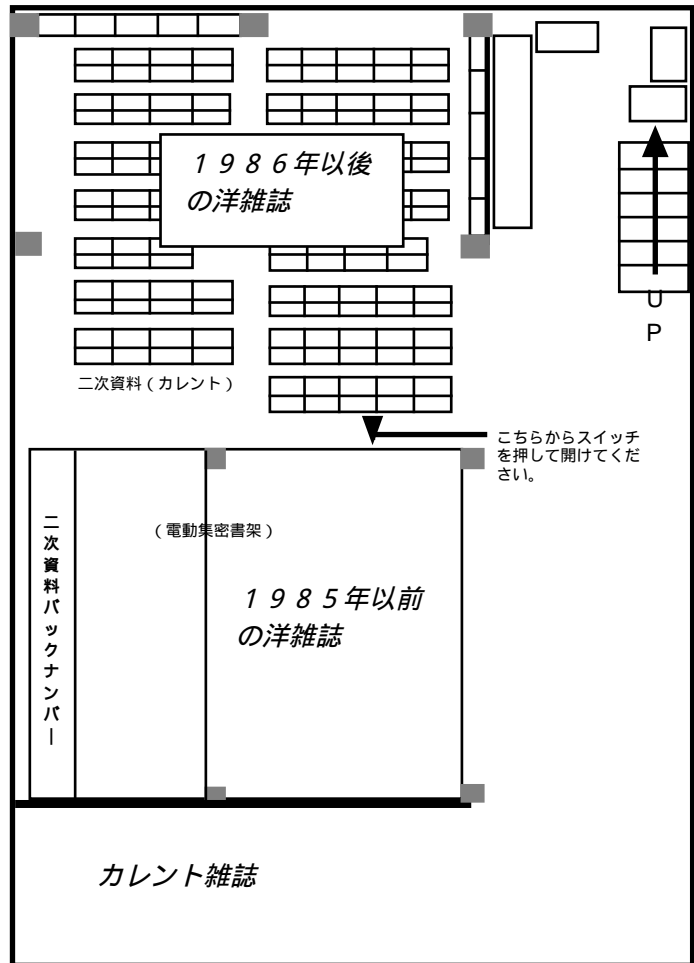 １９８６年以後
の洋雑誌
U
P
二次資料（カレント）
こちらからスイッチ
を押して開けてくだ
さい。
（電動集密書架）
二次資料バックナンバー
１９８５年以前
の洋雑誌
カレント雑誌